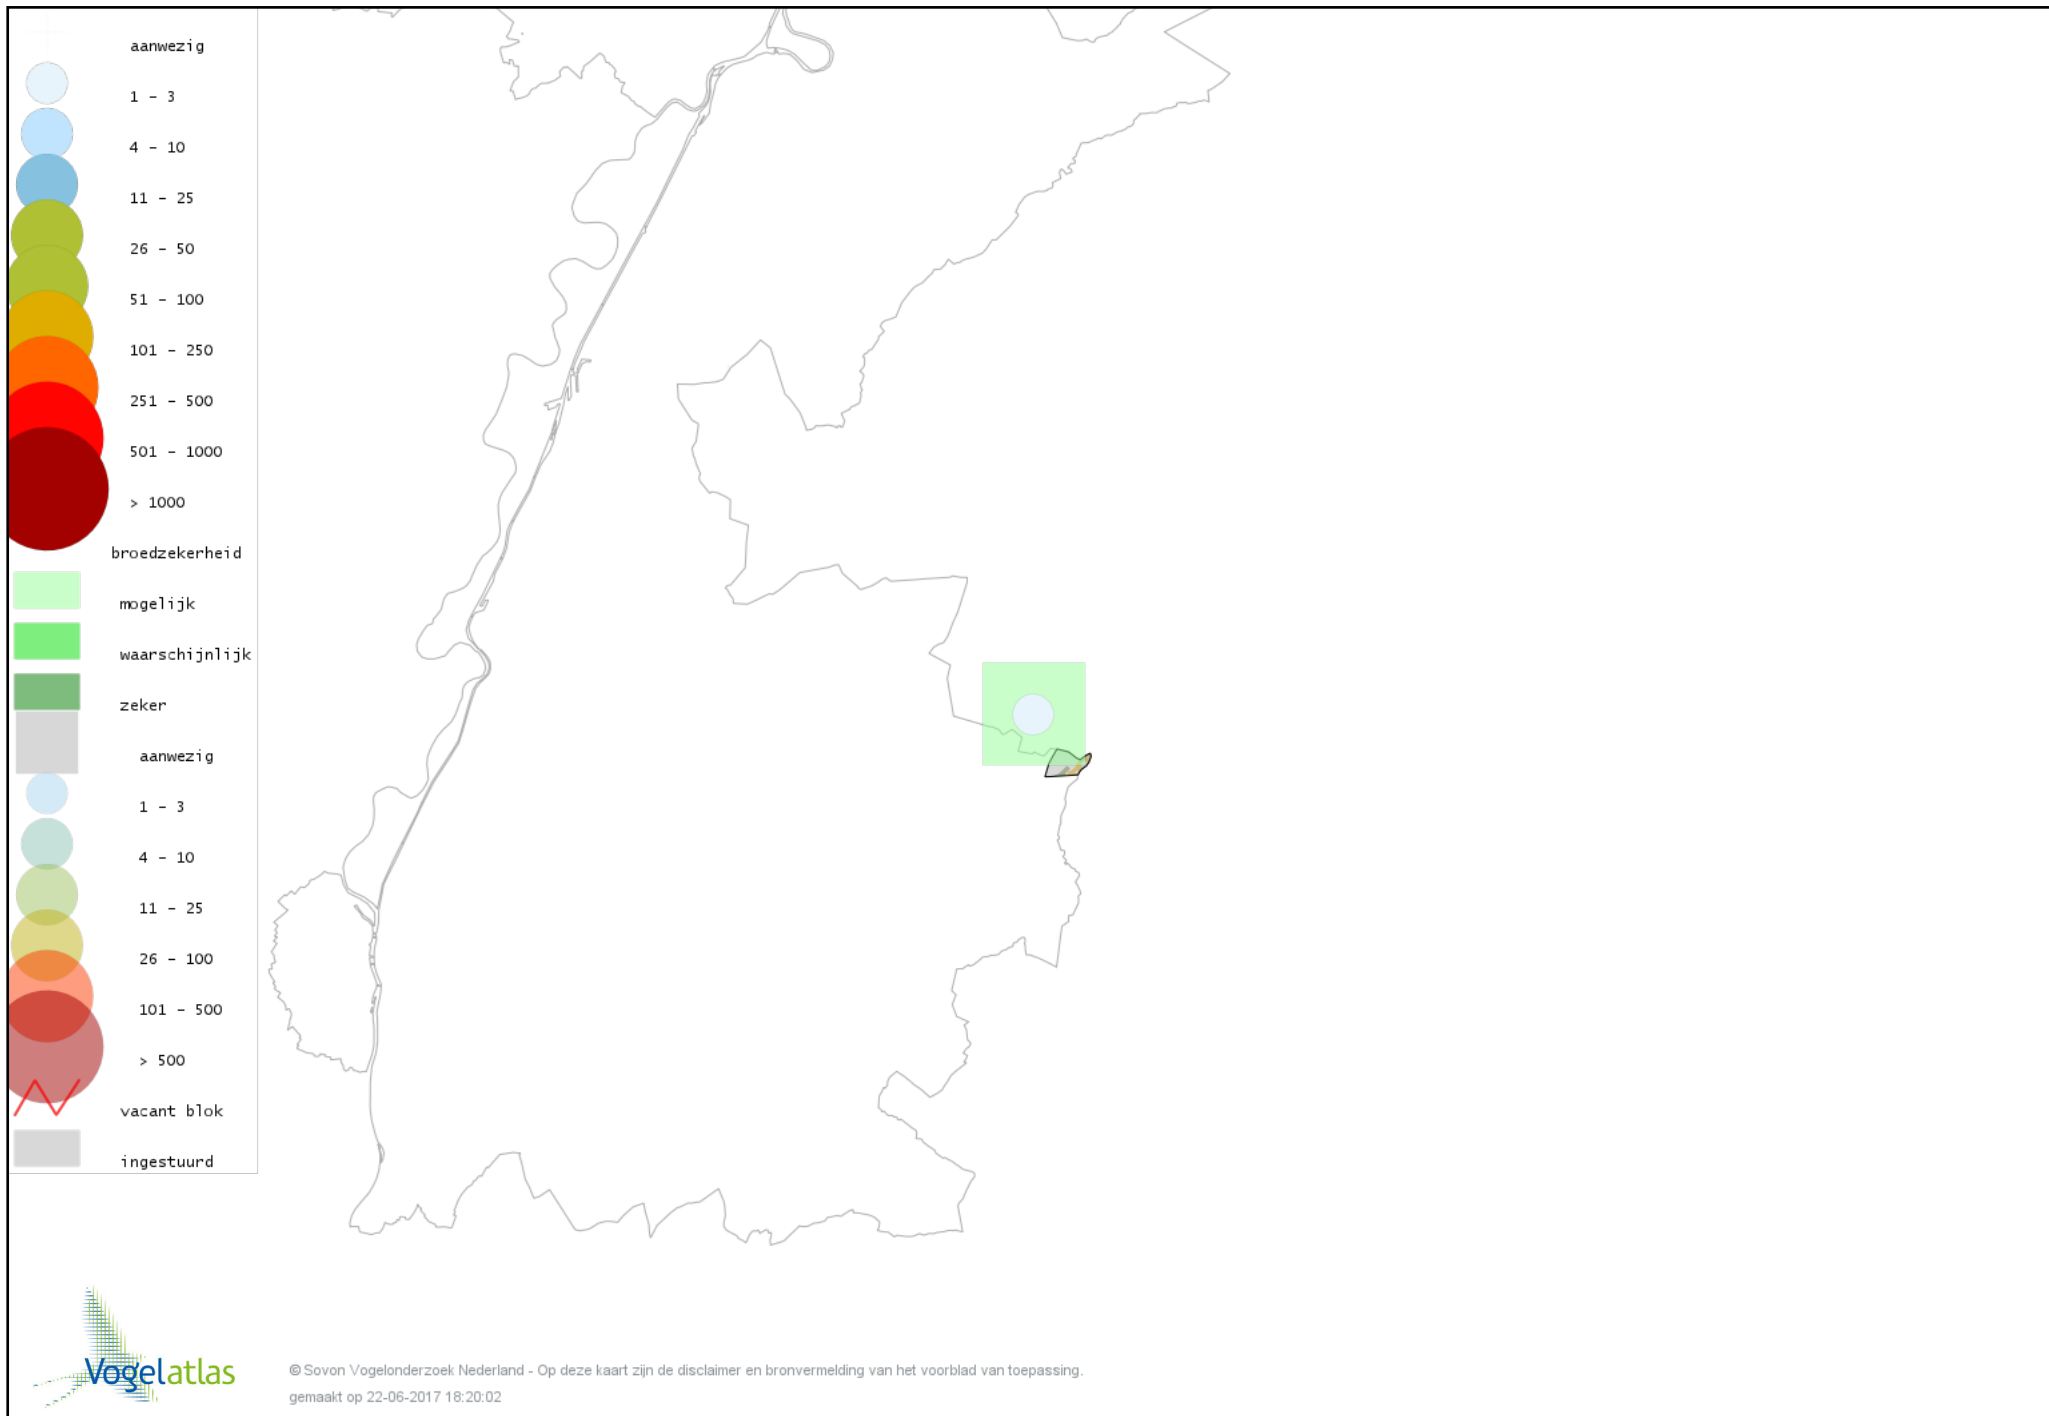 aanwezig
1 - 3
4 - 10
11 - 25
26 - 50
51 - 100
101 - 250
251 - 500
501 - 1000
> 1000
broedzekerheid
mogelijk
waarschijnlijk
zeker
aanwezig
1 - 3
4 - 10
11 - 25
26 - 100
101 - 500
> 500
vacant blok
ingestuurd
Vogelatlas
© Sovon Vogelonderzoek Nederland - Op deze kaart zijn de disclaimer en bronvermelding van het voorblad van toepassing.
gemaakt op 22-06-2017 18:20:02